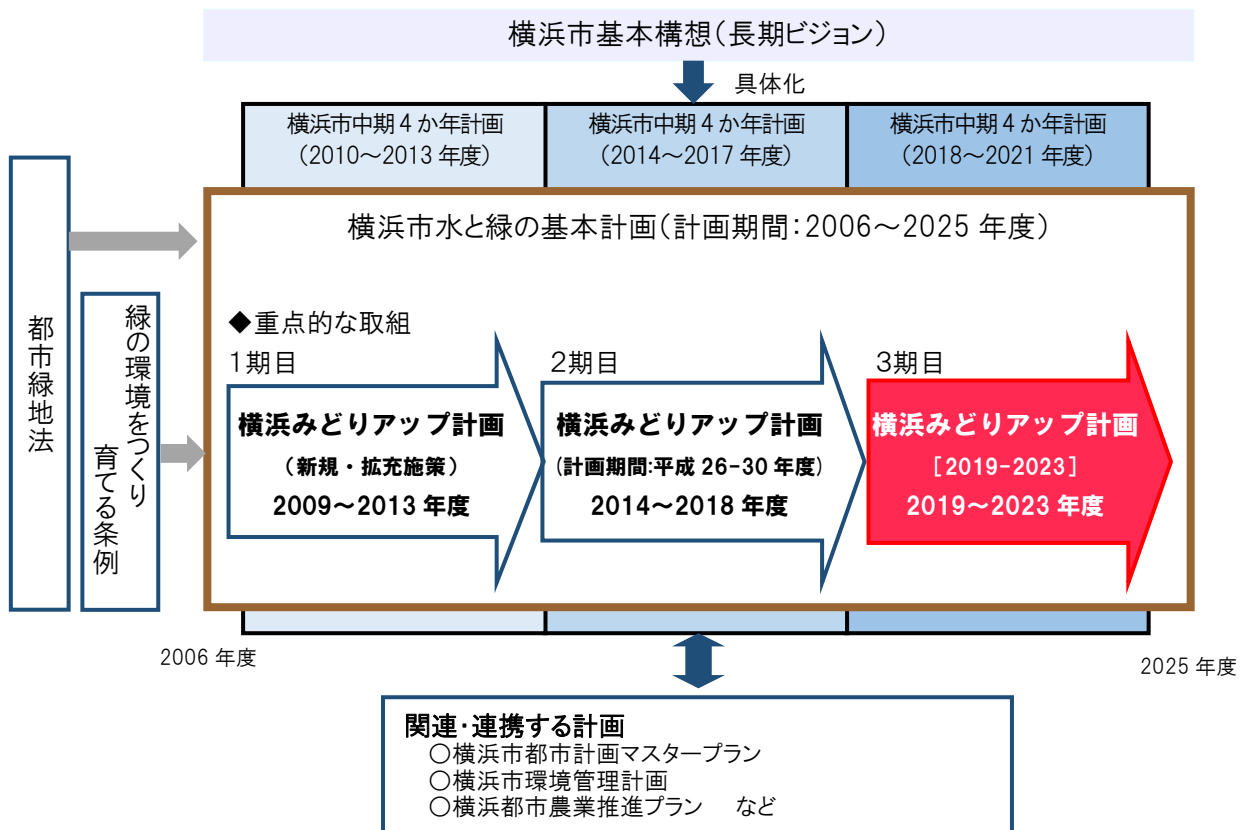 横浜市基本構想（長期ビジョン）
具体化
横浜市中期４か年計画
（2010～2013 年度）
横浜市中期４か年計画
（2014～2017 年度）
横浜市中期４か年計画
（2018～2021 年度）
都市緑地法
緑の環境をつくり
育てる条例
横浜市水と緑の基本計画（計画期間：2006～2025 年度）
◆重点的な取組
１期目
横浜みどりアップ計画
（新規・拡充施策）
2009～2013 年度
２期目
横浜みどりアップ計画
(計画期間:平成 26-30 年度)
2014～2018 年度
３期目
横浜みどりアップ計画
［2019-2023］
2019～2023 年度
2006 年度
2025 年度
関連・連携する計画
○横浜市都市計画マスタープラン
○横浜市環境管理計画
○横浜都市農業推進プラン　など